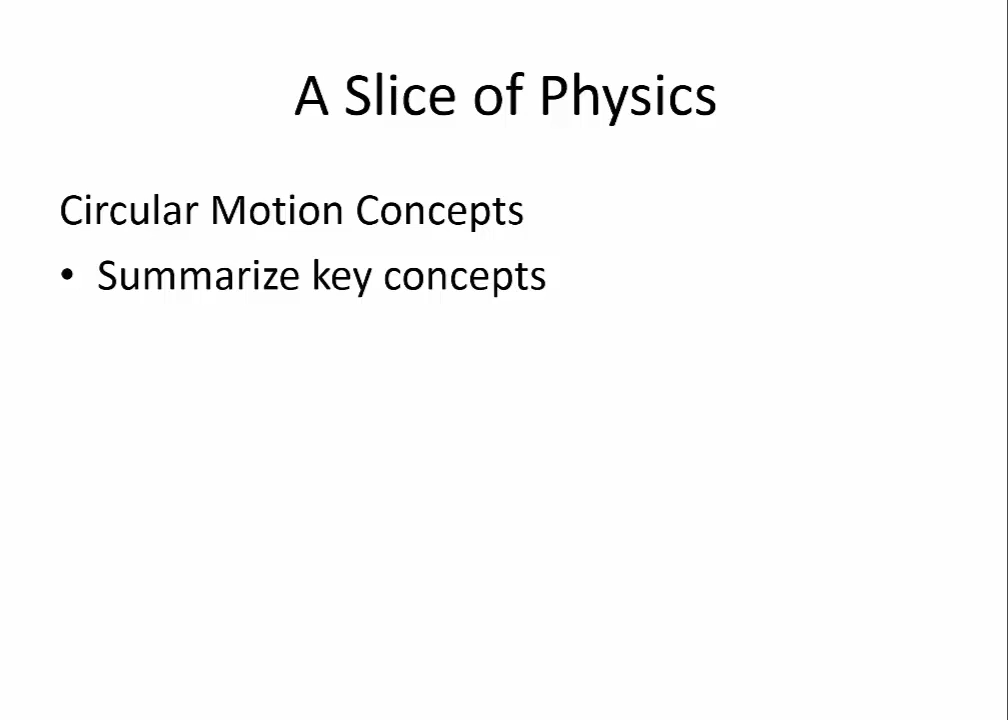 A Slice of Physics
Circular Motion Concepts
• Summarize key concepts